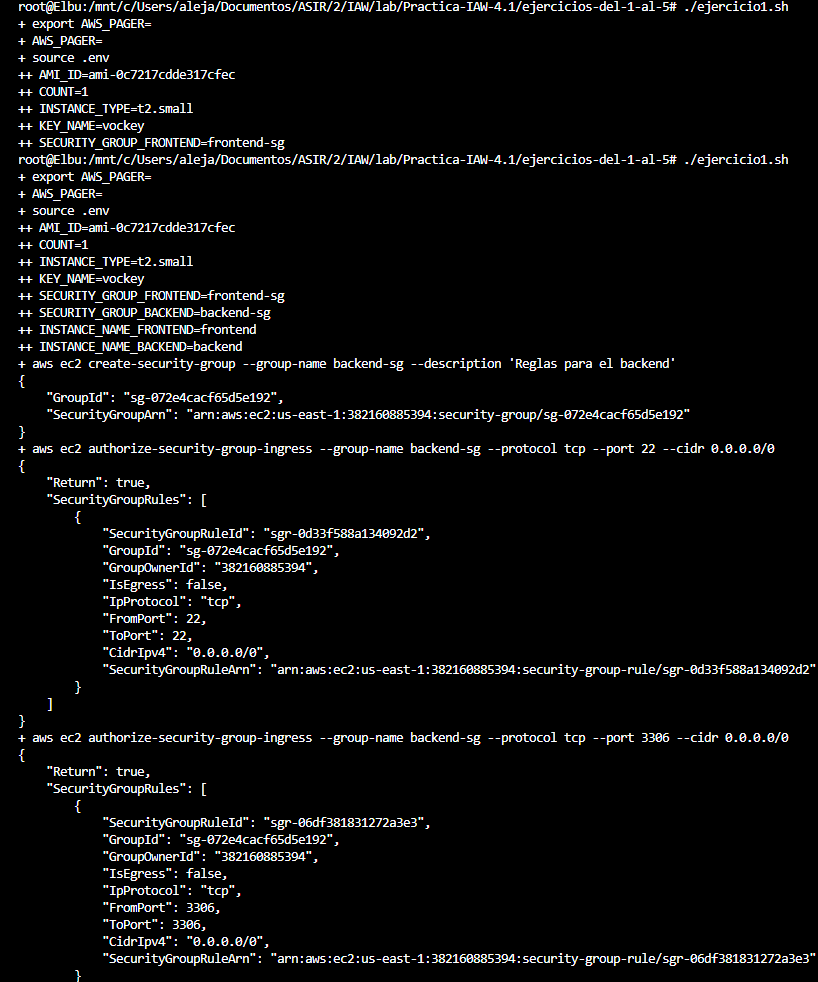 root@Elbu:/mnt/c/Users/aleja/Documentos/ASIR/2/IAW/lab/Practica-IAW-4.1/ejercicios-del-1-al-5# ./ejercicio1.sh
+ export AWS_PAGER=
+ AWS_PAGER=
+ source .env
++ AMI_ID=ami-0c7217cdde317cfec
++ COUNT=1
++ INSTANCE_TYPE=t2.small
++ KEY_NAME=vockey
++ SECURITY_GROUP_FRONTEND=frontend-sg
root@Elbu:/mnt/c/Users/aleja/Documentos/ASIR/2/IAW/lab/Practica-IAW-4.1/ejercicios-del-1-al-5# ./ejercicio1.sh
+ export AWS_PAGER=
+ AWS_PAGER=
+ source .env
++ AMI_ID=ami-0c7217cdde317cfec
++ COUNT=1
++ INSTANCE_TYPE=t2.small
++ KEY_NAME=vockey
++ SECURITY_GROUP_FRONTEND=frontend-sg
++ SECURITY_GROUP_BACKEND=backend-sg
++ INSTANCE_NAME_FRONTEND=frontend
++ INSTANCE_NAME_BACKEND=backend
+ aws ec2 create-security-group --group-name backend-sg --description 'Reglas para el backend'
{
    "GroupId": "sg-072e4cacf65d5e192",
    "SecurityGroupArn": "arn:aws:ec2:us-east-1:382160885394:security-group/sg-072e4cacf65d5e192"
}
+ aws ec2 authorize-security-group-ingress --group-name backend-sg --protocol tcp --port 22 --cidr 0.0.0.0/0
{
    "Return": true,
    "SecurityGroupRules": [
        {
            "SecurityGroupRuleId": "sgr-0d33f588a134092d2",
            "GroupId": "sg-072e4cacf65d5e192",
            "GroupOwnerId": "382160885394",
            "IsEgress": false,
            "IpProtocol": "tcp",
            "FromPort": 22,
            "ToPort": 22,
            "CidrIpv4": "0.0.0.0/0",
            "SecurityGroupRuleArn": "arn:aws:ec2:us-east-1:382160885394:security-group-rule/sgr-0d33f588a134092d2"
        }
    ]
}
+ aws ec2 authorize-security-group-ingress --group-name backend-sg --protocol tcp --port 3306 --cidr 0.0.0.0/0
{
    "Return": true,
    "SecurityGroupRules": [
        {
            "SecurityGroupRuleId": "sgr-06df381831272a3e3",
            "GroupId": "sg-072e4cacf65d5e192",
            "GroupOwnerId": "382160885394",
            "IsEgress": false,
            "IpProtocol": "tcp",
            "FromPort": 3306,
            "ToPort": 3306,
            "CidrIpv4": "0.0.0.0/0",
            "SecurityGroupRuleArn": "arn:aws:ec2:us-east-1:382160885394:security-group-rule/sgr-06df381831272a3e3"
        }